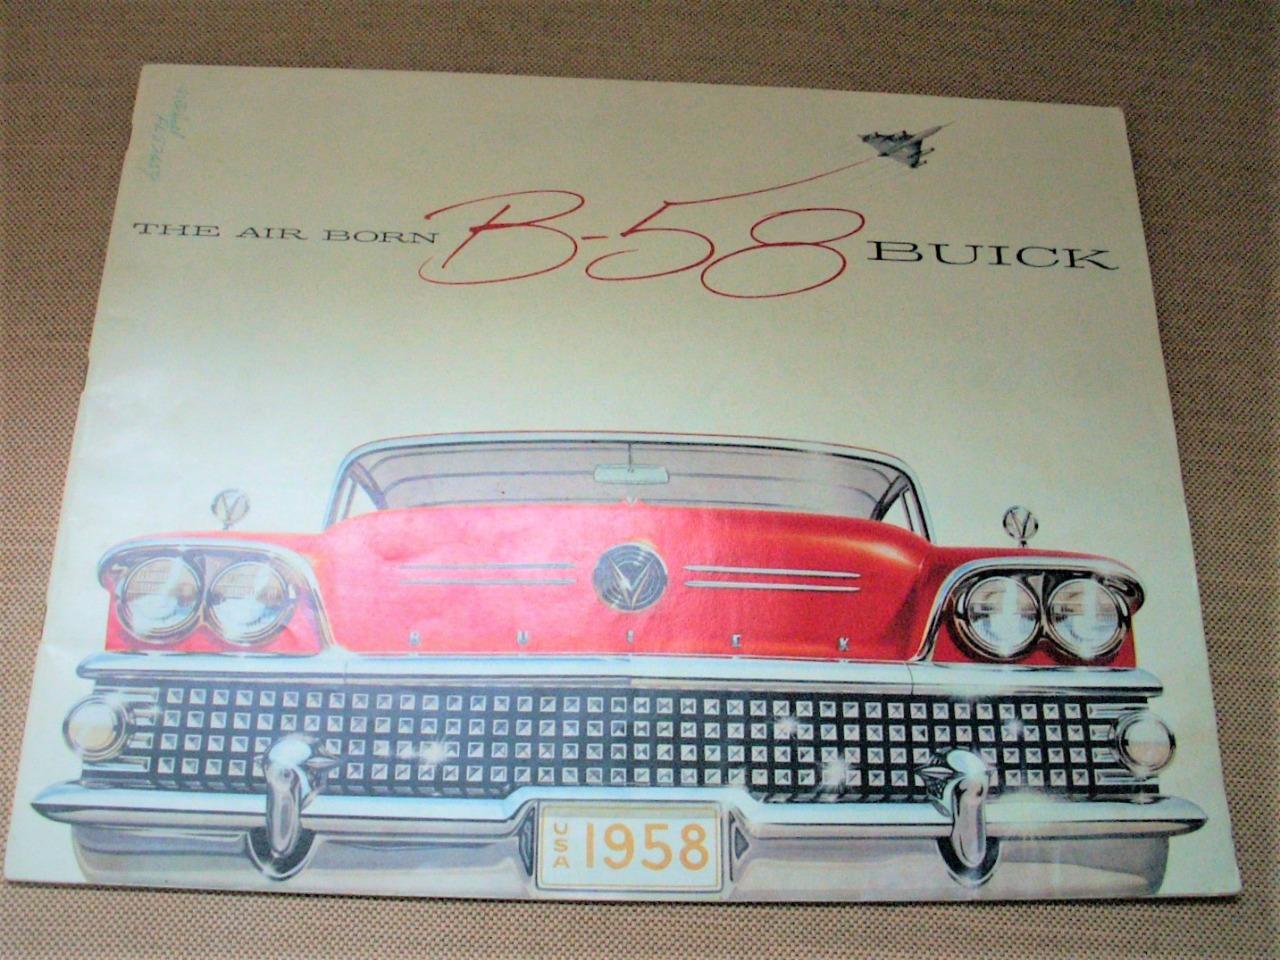 THE AIR BORN B-58 BUICK
BUICK
USA 1958